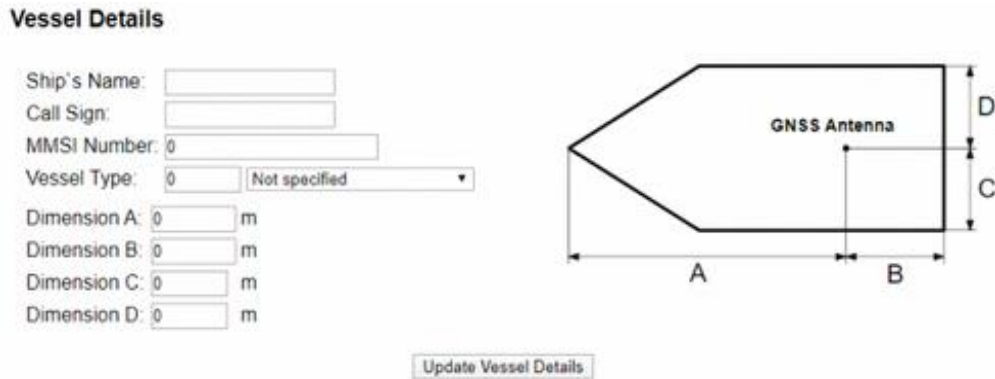 Vessel Details
Ship`s Name:
Call Sign:
MMSI Number: 0
Vessel Type: 0 Not specified
Dimension A: 0 m
Dimension B: 0 m
Dimension C: 0 m
Dimension D: 0 m
GNSS Antenna
D
C
A
B
Update Vessel Details